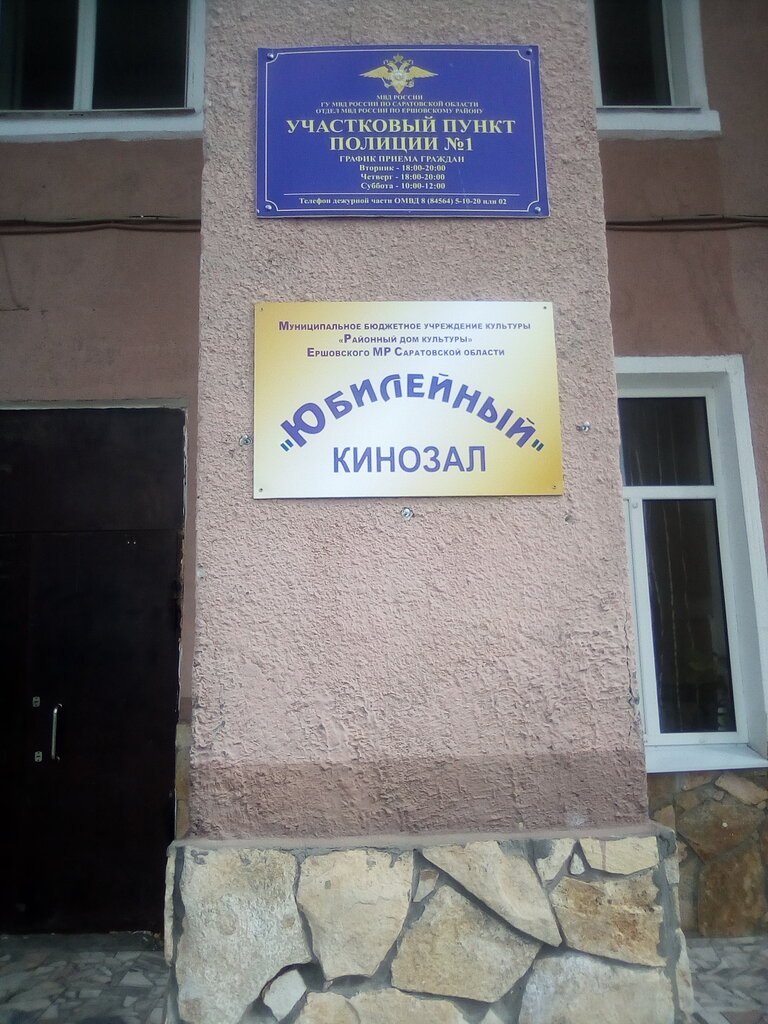 МВД РОССИИ
ГУ МВД РОССИИ ПО САРАТОВСКОЙ ОБЛАСТИ
ОТДЕЛ МВД РОССИИ ПО ЕРШОВСКОМУ РАЙОНУ
УЧАСТКОВЫЙ ПУНКТ
ПОЛИЦИИ №1
ГРАФИК ПРИЕМА ГРАЖДАН
Вторник - 18:00-20:00
Четверг - 18:00-20:00
Суббота - 10:00-12:00
Телефон дежурной части ОМВД 8 (84564) 5-10-20 или 02
Муниципальное бюджетное учреждение культуры
«Районный дом культуры»
Ершовского МР Саратовской области
"ЮБИЛЕЙНЫЙ"
КИНОЗАЛ